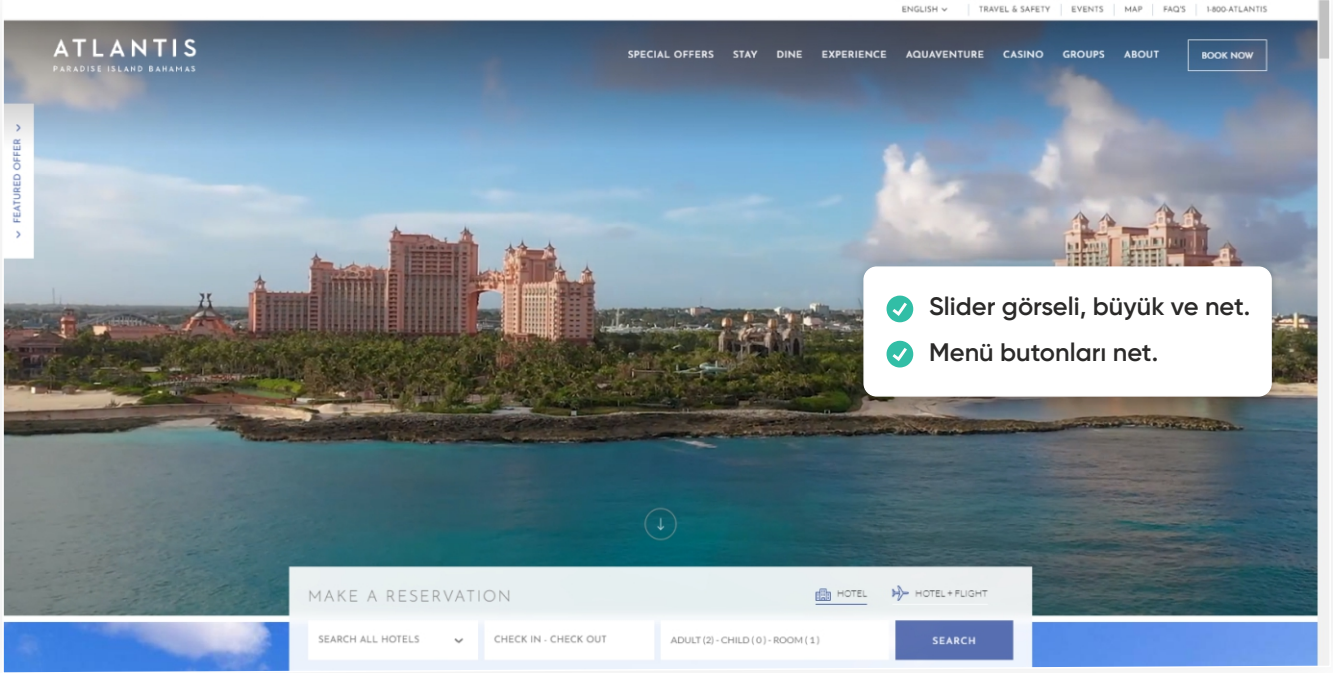 ENGLISH
TRAVEL & SAFETY
EVENTS
MAP
FAQ'S
1-800-ATLANTIS
ATLANTIS
PARADISE ISLAND BAHAMAS
SPECIAL OFFERS
STAY
DINE
EXPERIENCE
AQUAVENTURE
CASINO
GROUPS
ABOUT
BOOK NOW
FEATURED OFFER
Slider görseli, büyük ve net.
Menü butonları net.
MAKE A RESERVATION
HOTEL
HOTEL + FLIGHT
SEARCH ALL HOTELS
CHECK IN - CHECK OUT
ADULT (2) - CHILD ( 0 ) - ROOM ( 1 )
SEARCH